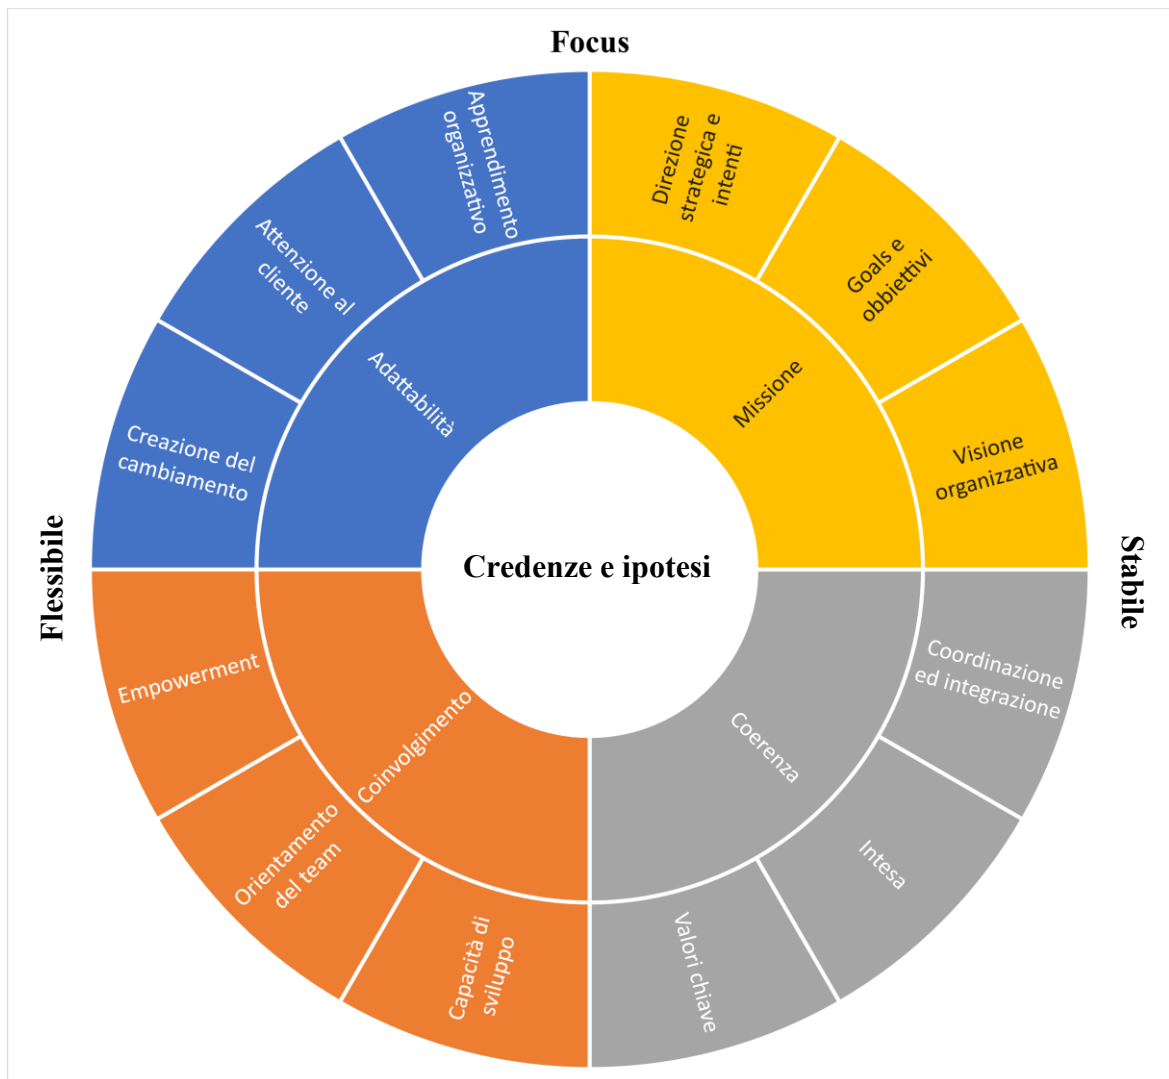 Focus
Apprendimento
organizzativo
Direzione
strategica e
intenti
Attenzione al
cliente
Goals e
obbiettivi
Adattabilità
Missione
Creazione del
cambiamento
Visione
organizzativa
Flessibile
Credenze e ipotesi
Stabile
Empowerment
Coordinazione
ed integrazione
Coinvolgimento
Coerenza
Orientamento
del team
Intesa
Capacità di
sviluppo
Valori chiave